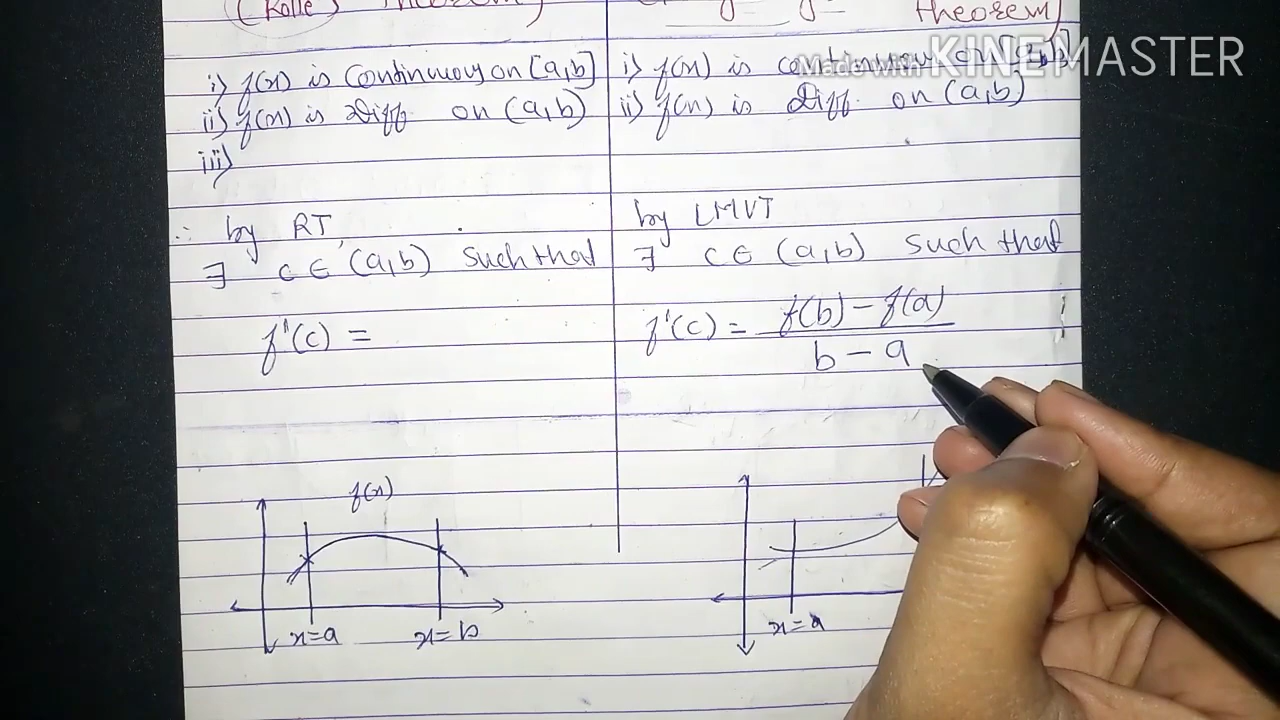 (Rolle's Theorem)
theorem)
i) f(x) is Continuous on [a,b]
ii) f(x) is Diff. on (a,b)
iii)
∴ by RT,
∃ c ∈ (a,b) such that
f'(c) =
f(x)
x=a
x=b
i) f(x) is continuous on [a,b]
ii) f(x) is Diff. on (a,b)
by LMVT
∃ c ∈ (a,b) such that
f'(c) = f(b) - f(a)
b - a
x=a
Made with KINEMASTER